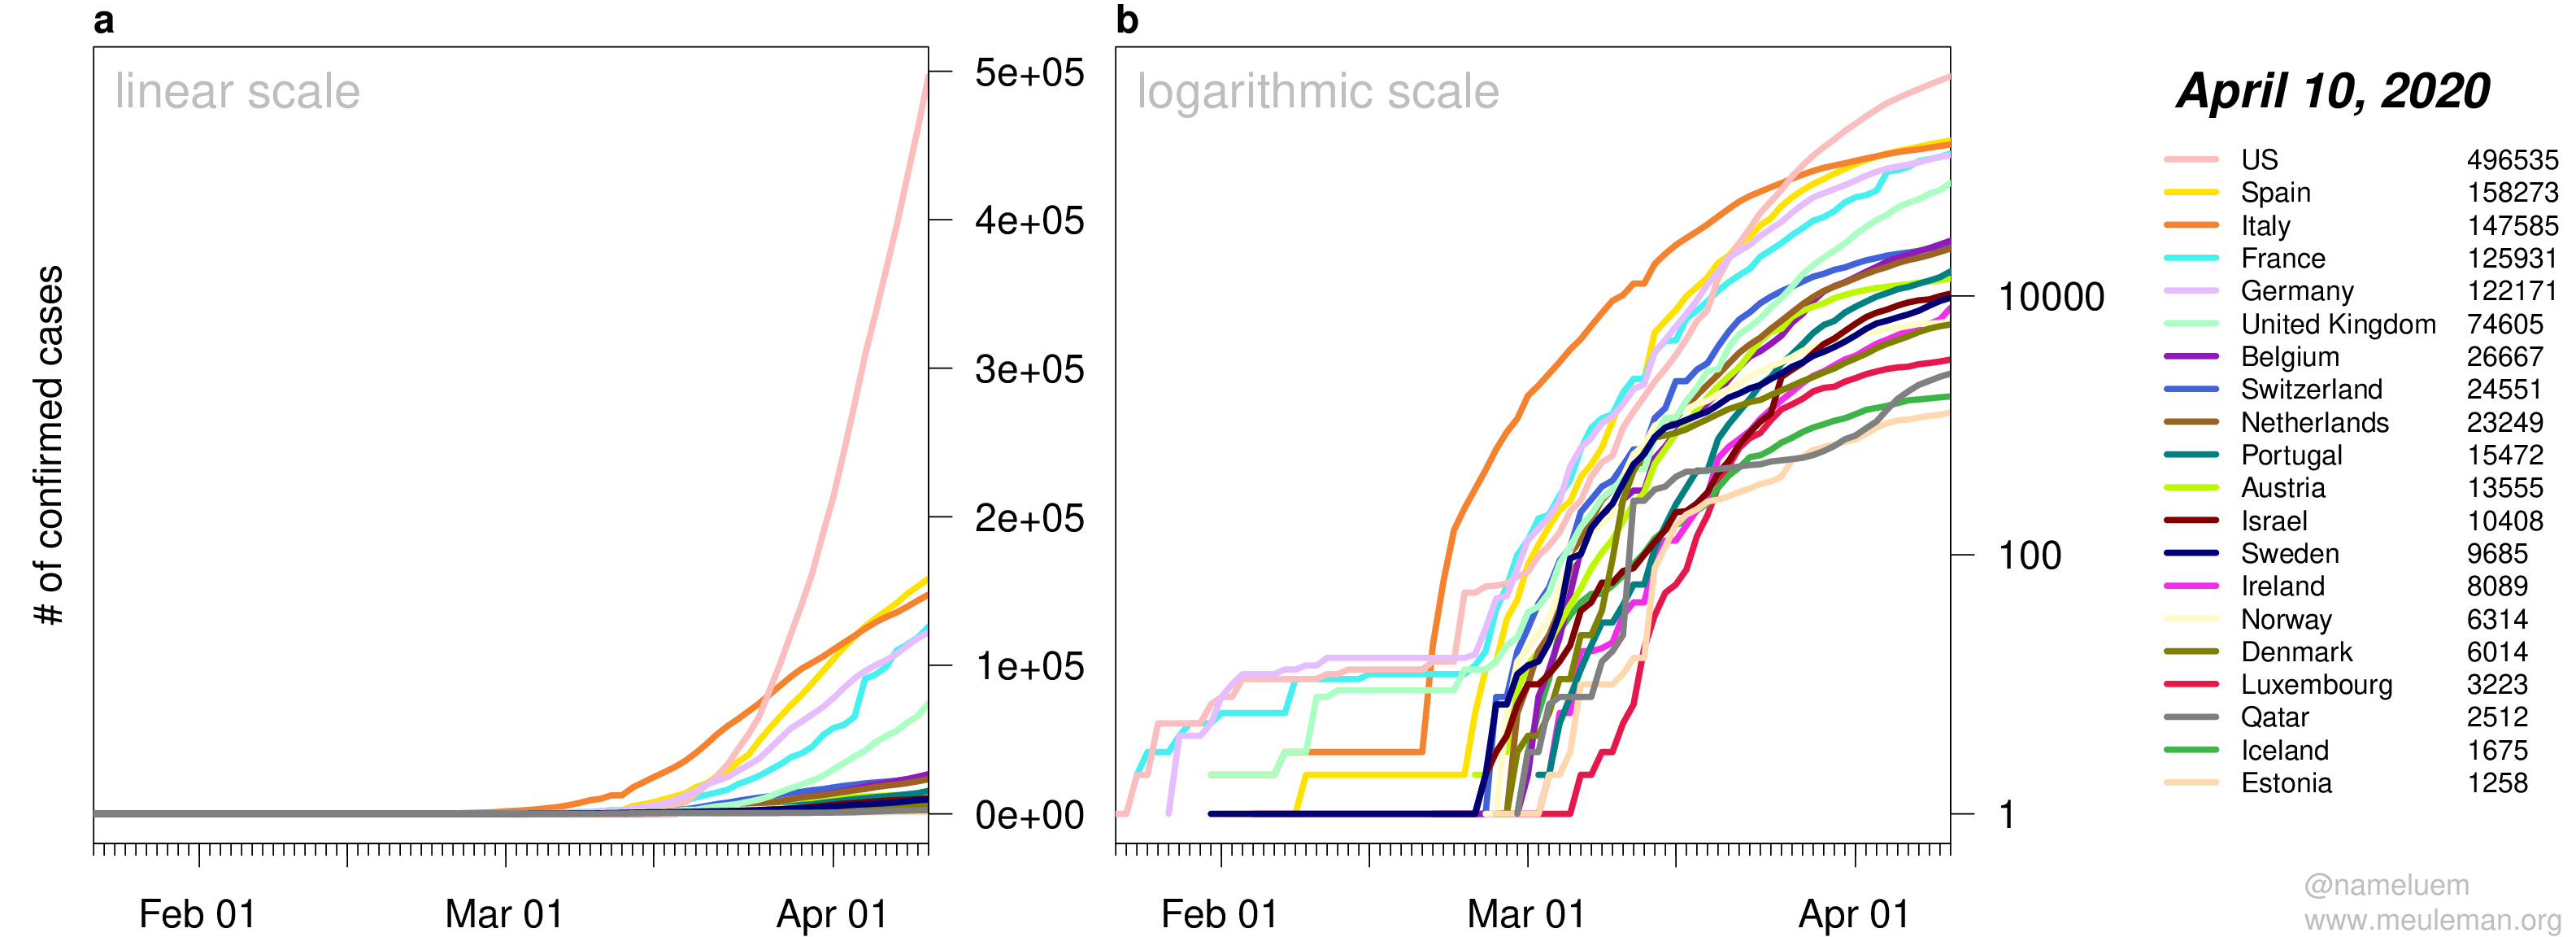 a
linear scale
# of confirmed cases
5e+05
4e+05
3e+05
2e+05
1e+05
0e+00
Feb 01 Mar 01 Apr 01
b
logarithmic scale
10000
100
1
Feb 01 Mar 01 Apr 01
April 10, 2020
US 496535
Spain 158273
Italy 147585
France 125931
Germany 122171
United Kingdom 74605
Belgium 26667
Switzerland 24551
Netherlands 23249
Portugal 15472
Austria 13555
Israel 10408
Sweden 9685
Ireland 8089
Norway 6314
Denmark 6014
Luxembourg 3223
Qatar 2512
Iceland 1675
Estonia 1258
@nameluem
www.meuleman.org